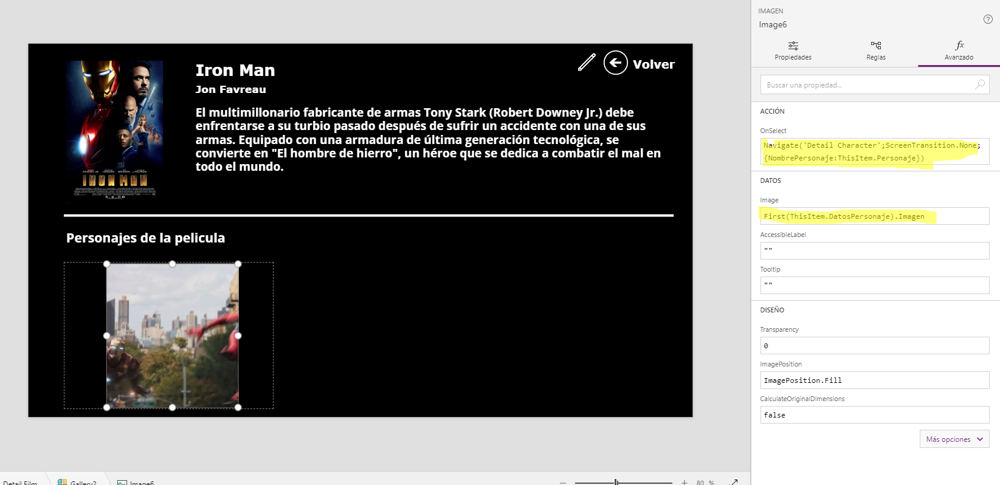 IMAGEN
Image6
?
Propiedades
Reglas
fx
Avanzado
Buscar una propiedad...
ACCIÓN
OnSelect
Navigate('Detail Character';ScreenTransition.None;
{NombrePersonaje:ThisItem.Personaje})
DATOS
Image
First(ThisItem.DatosPersonaje).Imagen
AccessibleLabel
""
Tooltip
""
DISEÑO
Transparency
0
ImagePosition
ImagePosition.Fill
CalculateOriginalDimensions
false
Más opciones
Iron Man
Jon Favreau
Volver
El multimillonario fabricante de armas Tony Stark (Robert Downey Jr.) debe
enfrentarse a su turbio pasado después de sufrir un accidente con una de sus
armas. Equipado con una armadura de última generación tecnológica, se
convierte en "El hombre de hierro", un héroe que se dedica a combatir el mal en
todo el mundo.
IRON MAN
5.2.08
Personajes de la pelicula
Detail Film
Gallery2
Image6
80 %